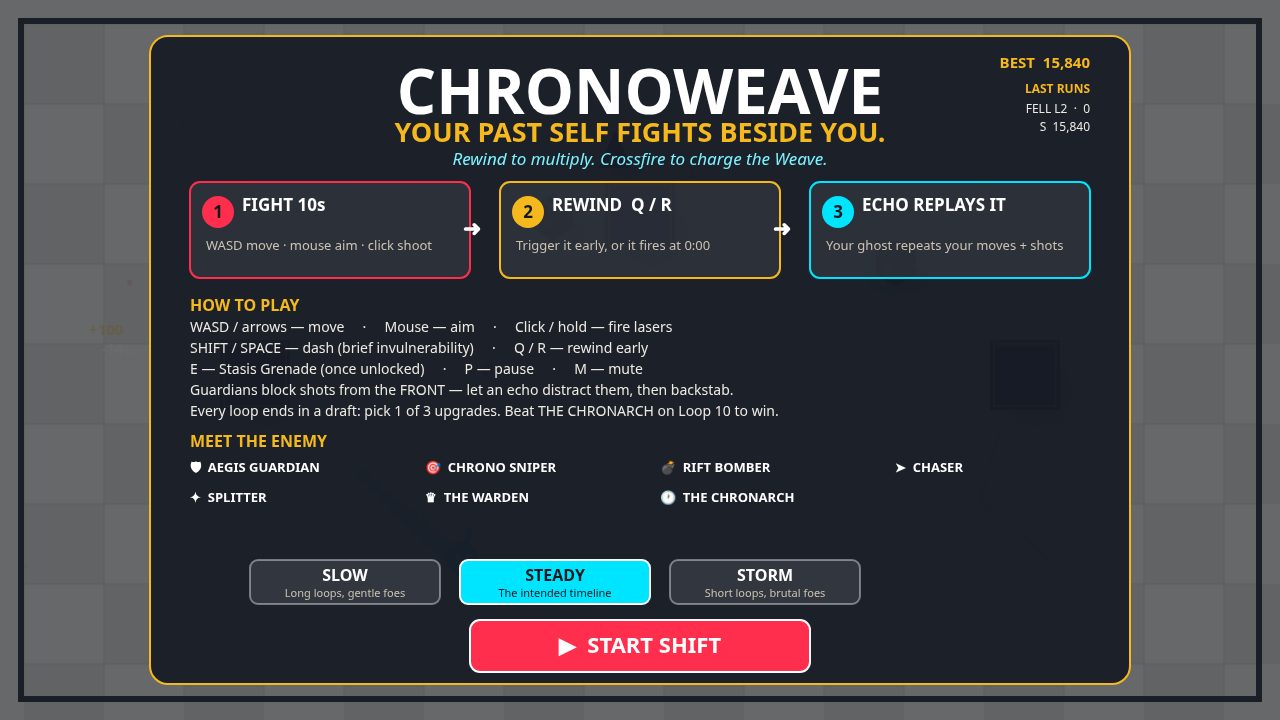 CHRONOWEAVE
YOUR PAST SELF FIGHTS BESIDE YOU.
Rewind to multiply. Crossfire to charge the Weave.
BEST 15,840
LAST RUNS
FELL L2 · 0
S 15,840
1 FIGHT 10s
WASD move · mouse aim · click shoot
➜
2 REWIND Q / R
Trigger it early, or it fires at 0:00
➜
3 ECHO REPLAYS IT
Your ghost repeats your moves + shots
+100
HOW TO PLAY
WASD / arrows — move · Mouse — aim · Click / hold — fire lasers
SHIFT / SPACE — dash (brief invulnerability) · Q / R — rewind early
E — Stasis Grenade (once unlocked) · P — pause · M — mute
Guardians block shots from the FRONT — let an echo distract them, then backstab.
Every loop ends in a draft: pick 1 of 3 upgrades. Beat THE CHRONARCH on Loop 10 to win.
MEET THE ENEMY
🛡 AEGIS GUARDIAN 🎯 CHRONO SNIPER 💣 RIFT BOMBER ➤ CHASER
✦ SPLITTER ♛ THE WARDEN 🕐 THE CHRONARCH
SLOW
Long loops, gentle foes
STEADY
The intended timeline
STORM
Short loops, brutal foes
▶ START SHIFT